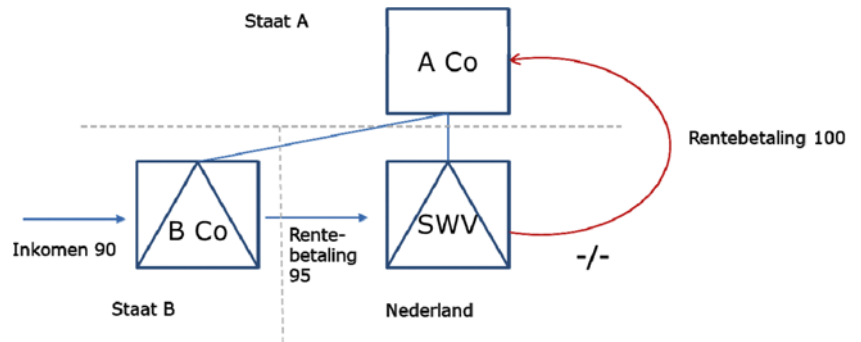 Staat A
A Co
Rentebetaling 100
B Co
SWV
Inkomen 90
Rente-
betaling
95
-/-
Staat B
Nederland